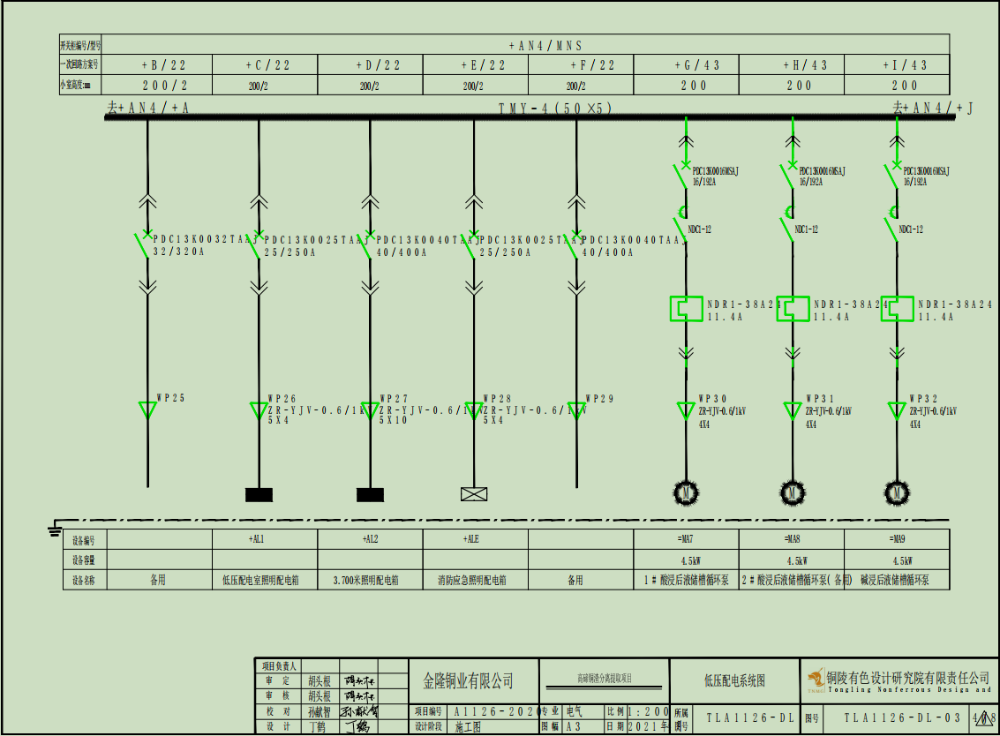 开关柜编号/型号 +AN4/MNS
一次回路方案号 +B/22 +C/22 +D/22 +E/22 +F/22 +G/43 +H/43 +I/43
小室高度:mm 200/2 200/2 200/2 200/2 200/2 200 200 200
去+AN4/+A TMY-4(50×5) 去+AN4/+J
PDC13K0016MSAJ PDC13K0016MSAJ PDC13K0016MSAJ
16/192A 16/192A 16/192A
NDC1-12 NDC1-12 NDC1-12
PDC13K0032TAAJ PDC13K0025TAAJ PDC13K0040TAAJ PDC13K0025TAAJ PDC13K0040TAAJ
32/320A 25/250A 40/400A 25/250A 40/400A
NDR1-38A24 NDR1-38A24 NDR1-38A24
11.4A 11.4A 11.4A
WP25 WP26 WP27 WP28 WP29 WP30 WP31 WP32
ZR-YJV-0.6/1kV ZR-YJV-0.6/1kV ZR-YJV-0.6/1kV ZR-YJV-0.6/1kV ZR-YJV-0.6/1kV ZR-YJV-0.6/1kV
5X4 5X10 5X4 4X4 4X4 4X4
M M M
设备编号 +AL1 +AL2 +ALE =MA7 =MA8 =MA9
设备容量 4.5kW 4.5kW 4.5kW
设备名称 备用 低压配电室照明配电箱 3.700米照明配电箱 消防应急照明配电箱 备用 1#酸浸后液储槽循环泵 2#酸浸后液储槽循环泵(备用) 碱浸后液储槽循环泵
项目负责人
审 定 胡头根
审 核 胡头根
校 对 孙献智
设 计 丁鹤
金隆铜业有限公司
高碲铜渣分离提取项目
低压配电系统图
铜陵有色设计研究院有限责任公司
Tongling Nonferrous Design and
项目编号 A1126-2020 专业 电气 比例 1:200 所属图号 TLA1126-DL 图号 TLA1126-DL-03
设计阶段 施工图 图幅 A3 日期 2021年